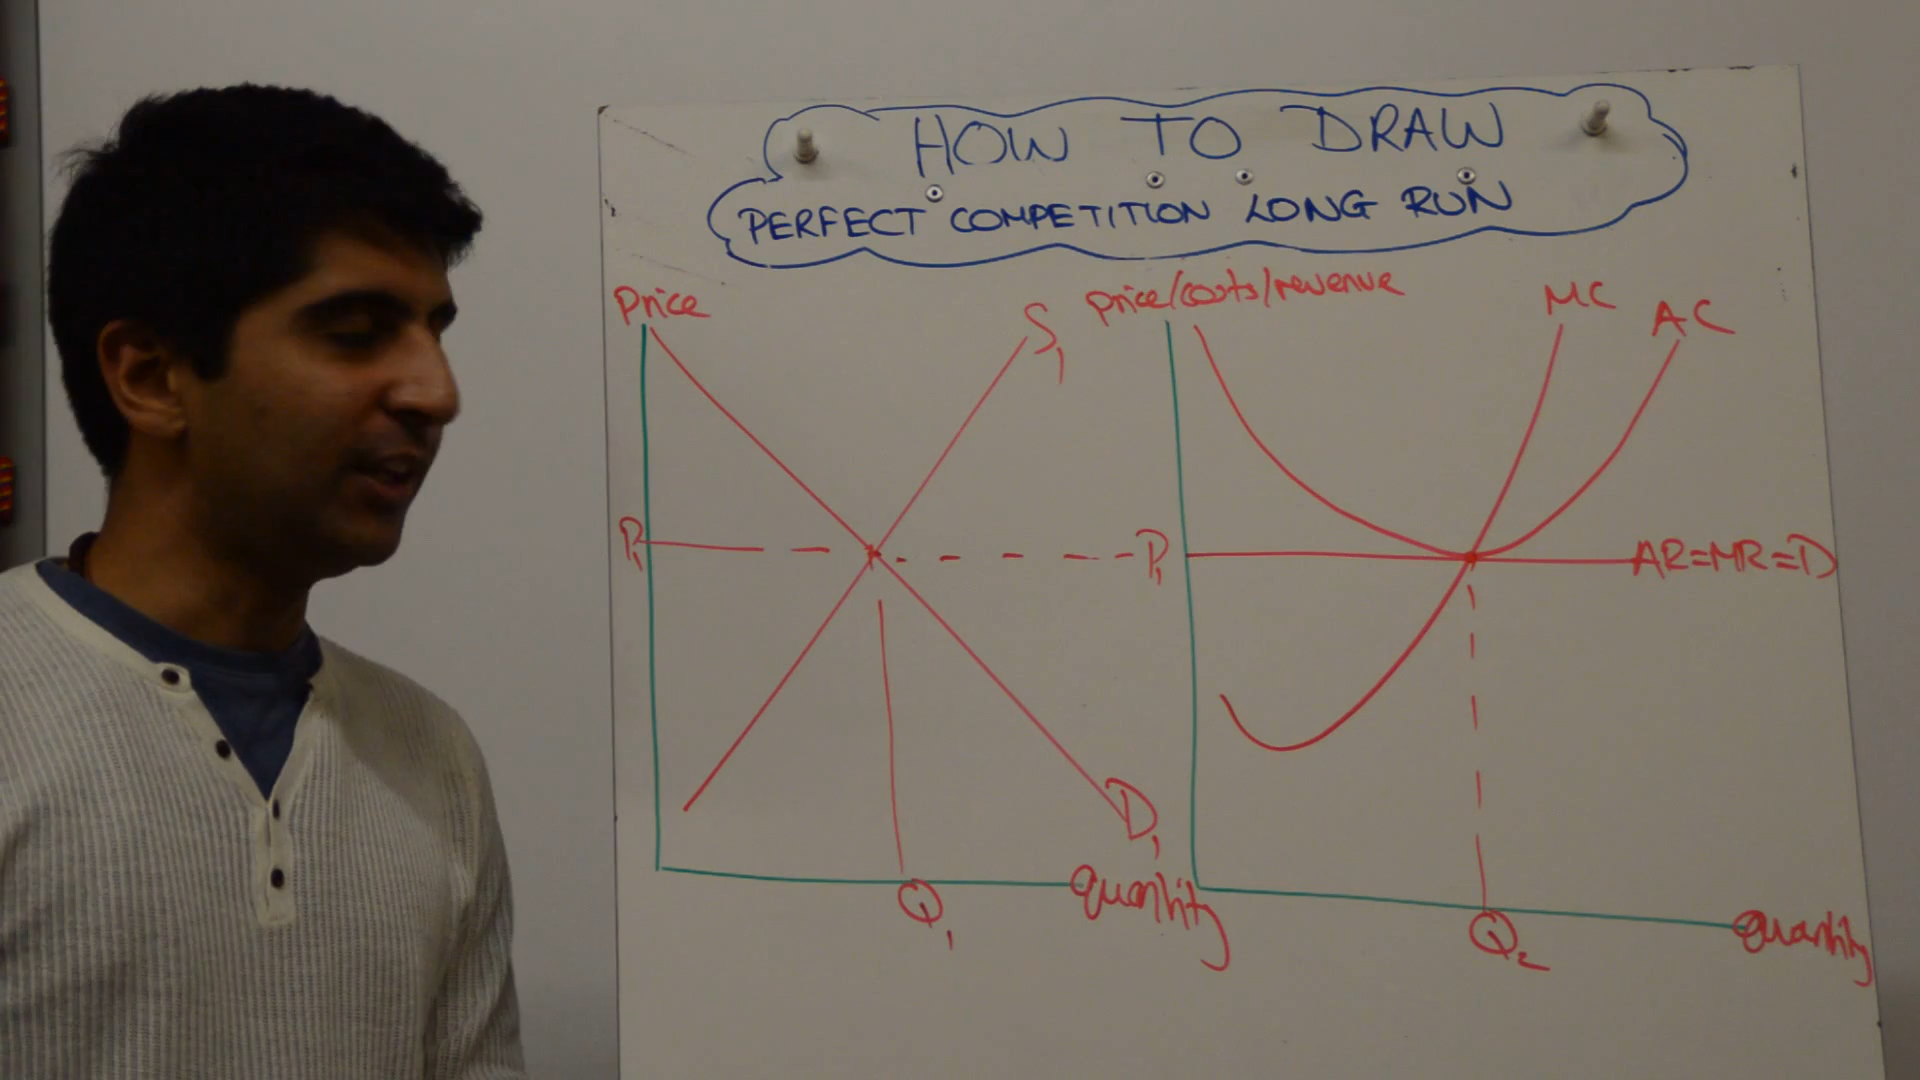 HOW TO DRAW
PERFECT COMPETITION LONG RUN
Price
S1
D1
P1
Q1
quantity
price/costs/revenue
MC
AC
P1
AR=MR=D
Q2
quantity